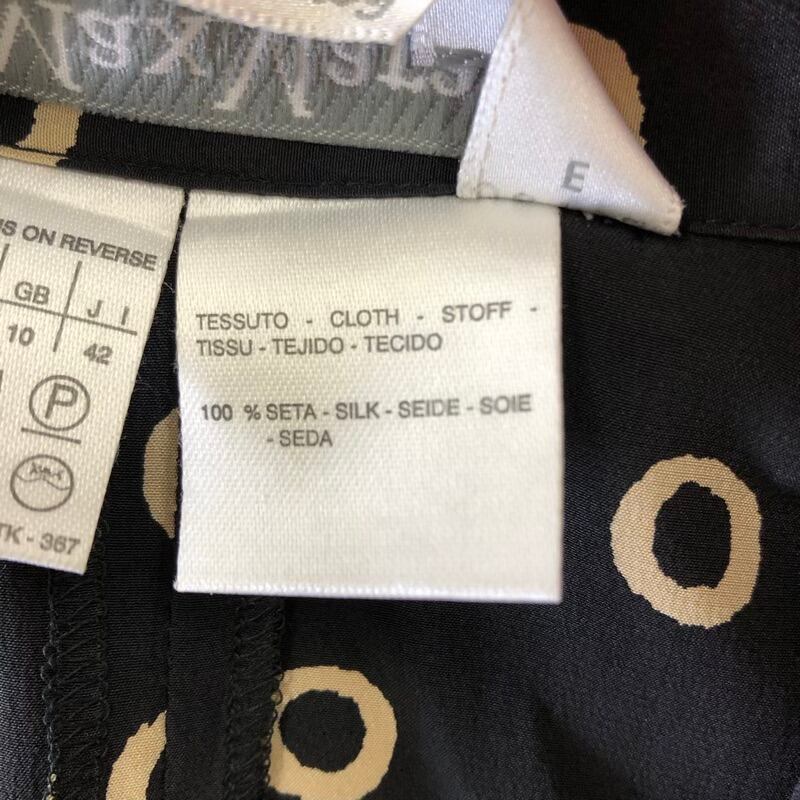 E
S ON REVERSE
GB J I
10 42
P
TK - 367
TESSUTO - CLOTH - STOFF -
TISSU - TEJIDO - TECIDO
100 % SETA - SILK - SEIDE - SOIE
- SEDA